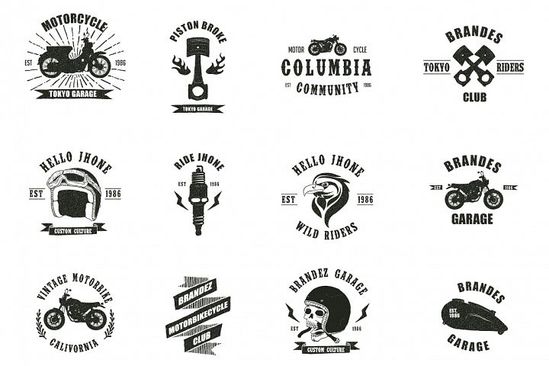 MOTORCYCLE
EST 1986
TOKYO GARAGE
PISTON BROKE
TOKYO GARAGE
MOTOR CYCLE
COLUMBIA
EST 1986
COMMUNITY
BRANDES
TOKYO RIDERS
CLUB
HELLO JHONE
EST 1986
CUSTOM CULTURE
RIDE JHONE
EST 1986
HELLO JHONE
EST 1986
WILD RIDERS
BRANDES
EST 1986
GARAGE
VINTAGE MOTORBIKE
CALIVORNIA
BRANDEZ
MOTORBIKECYCLE
CLUB
BRANDEZ GARAGE
EST 1986
CUSTOM CULTURE
BRANDES
EST. 1986
GARAGE